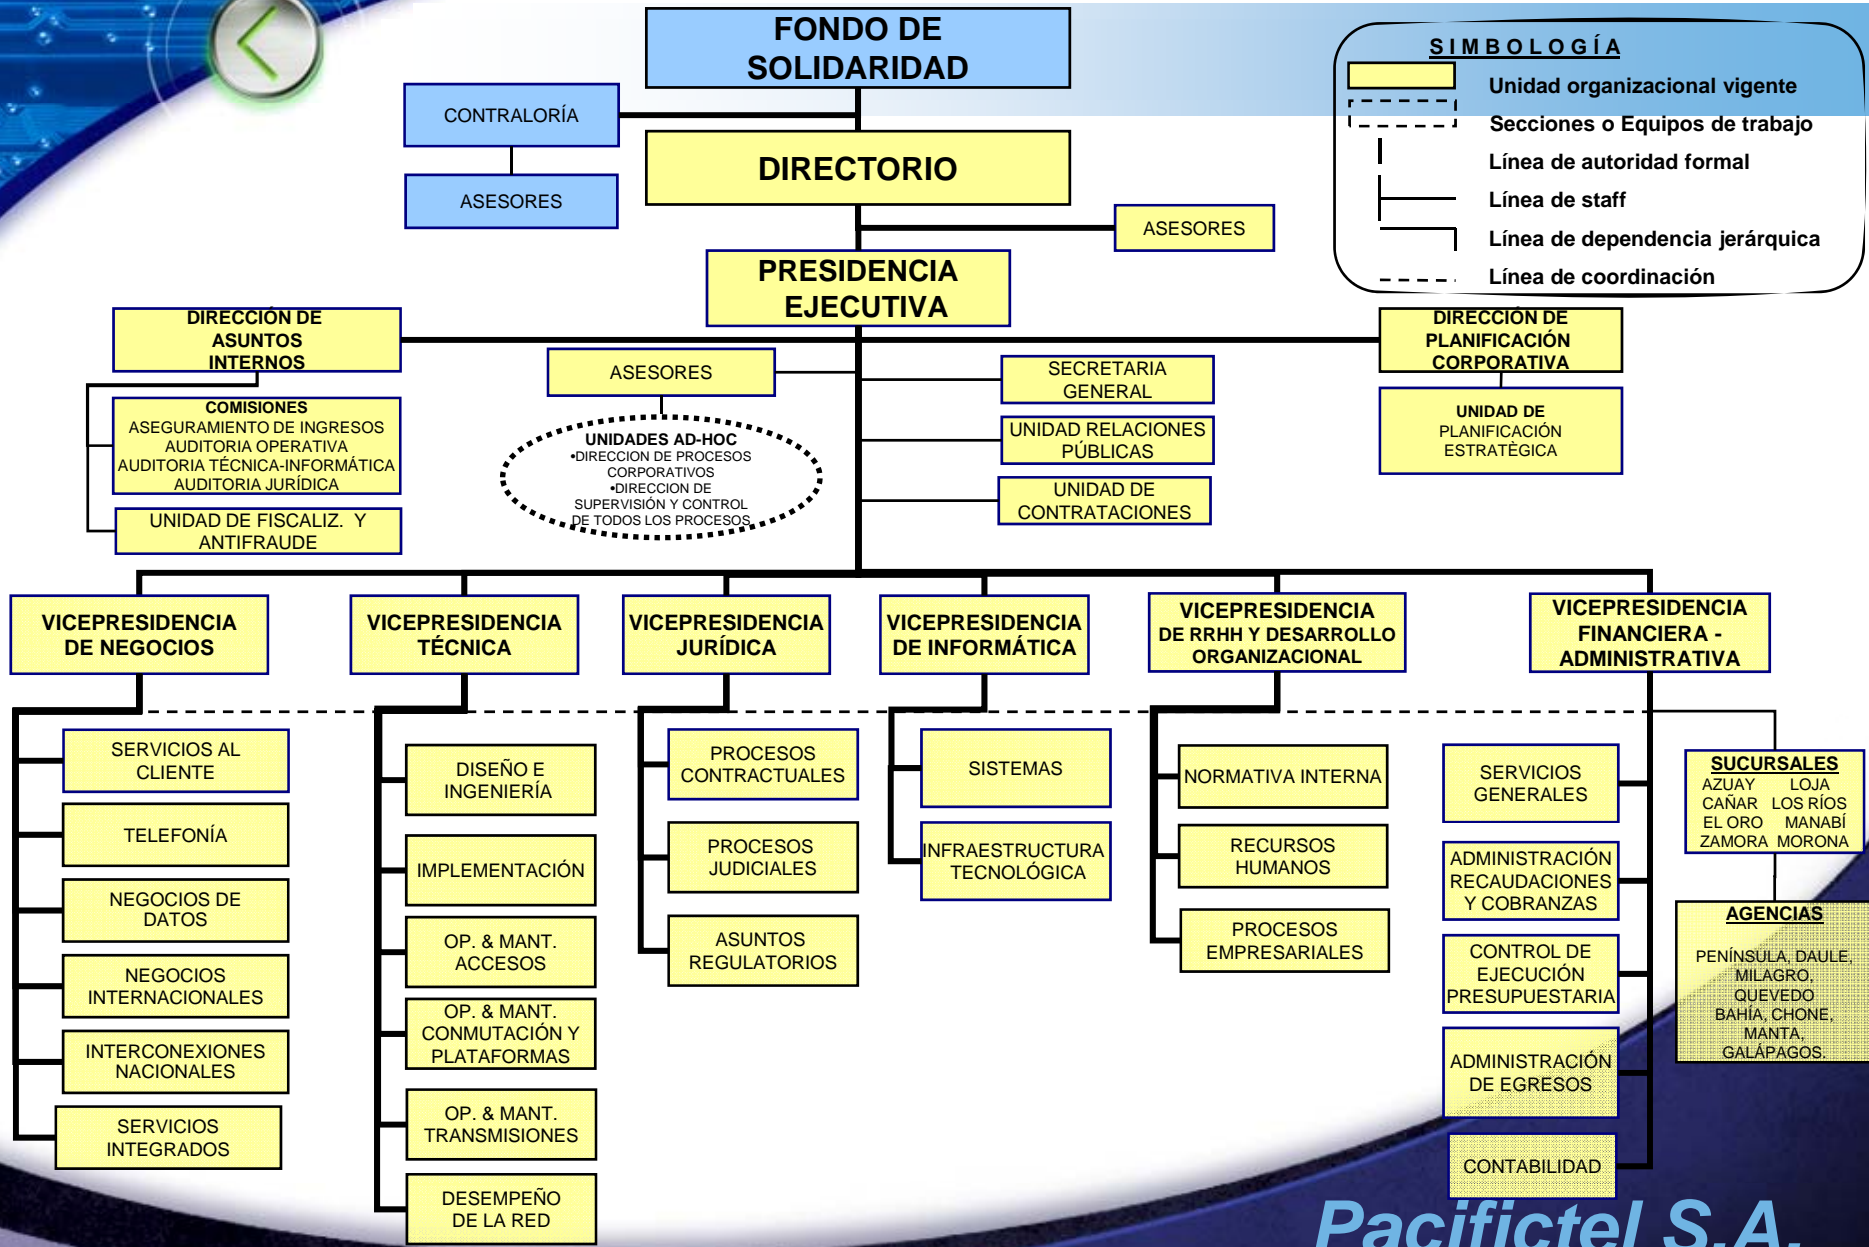 FONDO DE
SOLIDARIDAD
CONTRALORÍA
ASESORES
DIRECTORIO
ASESORES
PRESIDENCIA
EJECUTIVA
SIMBOLOGÍA
Unidad organizacional vigente
Secciones o Equipos de trabajo
Línea de autoridad formal
Línea de staff
Línea de dependencia jerárquica
Línea de coordinación
DIRECCIÓN DE
ASUNTOS
INTERNOS
COMISIONES
ASEGURAMIENTO DE INGRESOS
AUDITORIA OPERATIVA
AUDITORIA TÉCNICA-INFORMÁTICA
AUDITORIA JURÍDICA
UNIDAD DE FISCALIZ. Y
ANTIFRAUDE
ASESORES
UNIDADES AD-HOC
•DIRECCION DE PROCESOS
CORPORATIVOS
•DIRECCION DE
SUPERVISIÓN Y CONTROL
DE TODOS LOS PROCESOS
SECRETARIA
GENERAL
UNIDAD RELACIONES
PÚBLICAS
UNIDAD DE
CONTRATACIONES
DIRECCIÓN DE
PLANIFICACIÓN
CORPORATIVA
UNIDAD DE
PLANIFICACIÓN
ESTRATÈGICA
VICEPRESIDENCIA
DE NEGOCIOS
VICEPRESIDENCIA
TÉCNICA
VICEPRESIDENCIA
JURÍDICA
VICEPRESIDENCIA
DE INFORMÁTICA
VICEPRESIDENCIA
DE RRHH Y DESARROLLO
ORGANIZACIONAL
VICEPRESIDENCIA
FINANCIERA -
ADMINISTRATIVA
SERVICIOS AL
CLIENTE
TELEFONÍA
NEGOCIOS DE
DATOS
NEGOCIOS
INTERNACIONALES
INTERCONEXIONES
NACIONALES
SERVICIOS
INTEGRADOS
DISEÑO E
INGENIERÍA
IMPLEMENTACIÓN
OP. & MANT.
ACCESOS
OP. & MANT.
CONMUTACIÓN Y
PLATAFORMAS
OP. & MANT.
TRANSMISIONES
DESEMPEÑO
DE LA RED
PROCESOS
CONTRACTUALES
PROCESOS
JUDICIALES
ASUNTOS
REGULATORIOS
SISTEMAS
INFRAESTRUCTURA
TECNOLÓGICA
NORMATIVA INTERNA
RECURSOS
HUMANOS
PROCESOS
EMPRESARIALES
SERVICIOS
GENERALES
ADMINISTRACIÓN
RECAUDACIONES
Y COBRANZAS
CONTROL DE
EJECUCIÓN
PRESUPUESTARIA
ADMINISTRACIÓN
DE EGRESOS
CONTABILIDAD
SUCURSALES
AZUAY LOJA
CAÑAR LOS RÍOS
EL ORO MANABÍ
ZAMORA MORONA
AGENCIAS
PENÍNSULA, DAULE,
MILAGRO,
QUEVEDO
BAHÍA, CHONE,
MANTA,
GALÁPAGOS.
Pacifictel S.A.